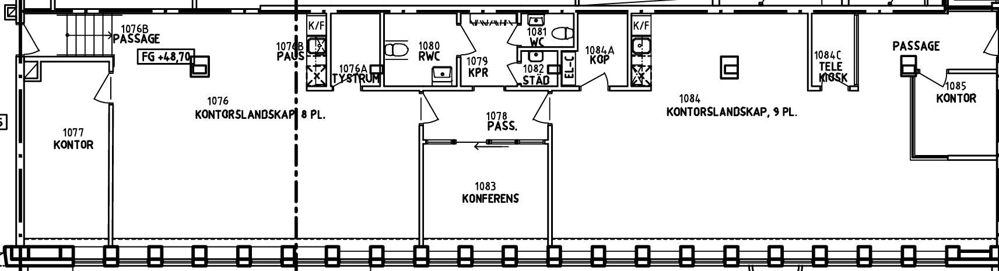 1076B
PASSAGE
FG +48,70
1076B
PAUS
K/F
1076A
TYSTRUM
1080
RWC
1079
KPR
1081
WC
1082
STÄD
EL-C
1084A
KOP
K/F
1084C
TELE
KIOSK
PASSAGE
1085
KONTOR
1076
KONTORSLANDSKAP, 8 PL.
1084
KONTORSLANDSKAP, 9 PL.
1078
PASS.
1077
KONTOR
1083
KONFERENS